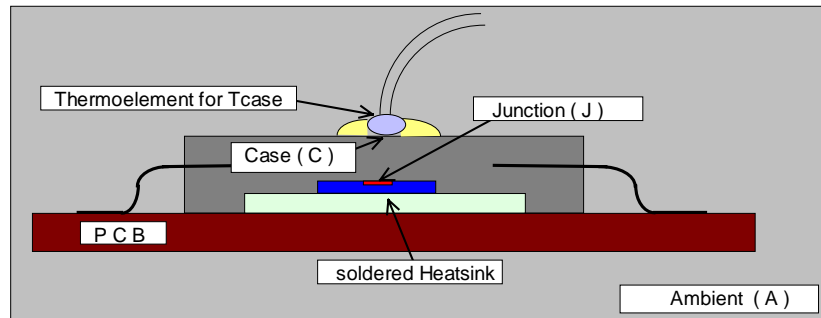 Thermoelement for Tcase
Junction ( J )
Case ( C )
P C B
soldered Heatsink
Ambient ( A )